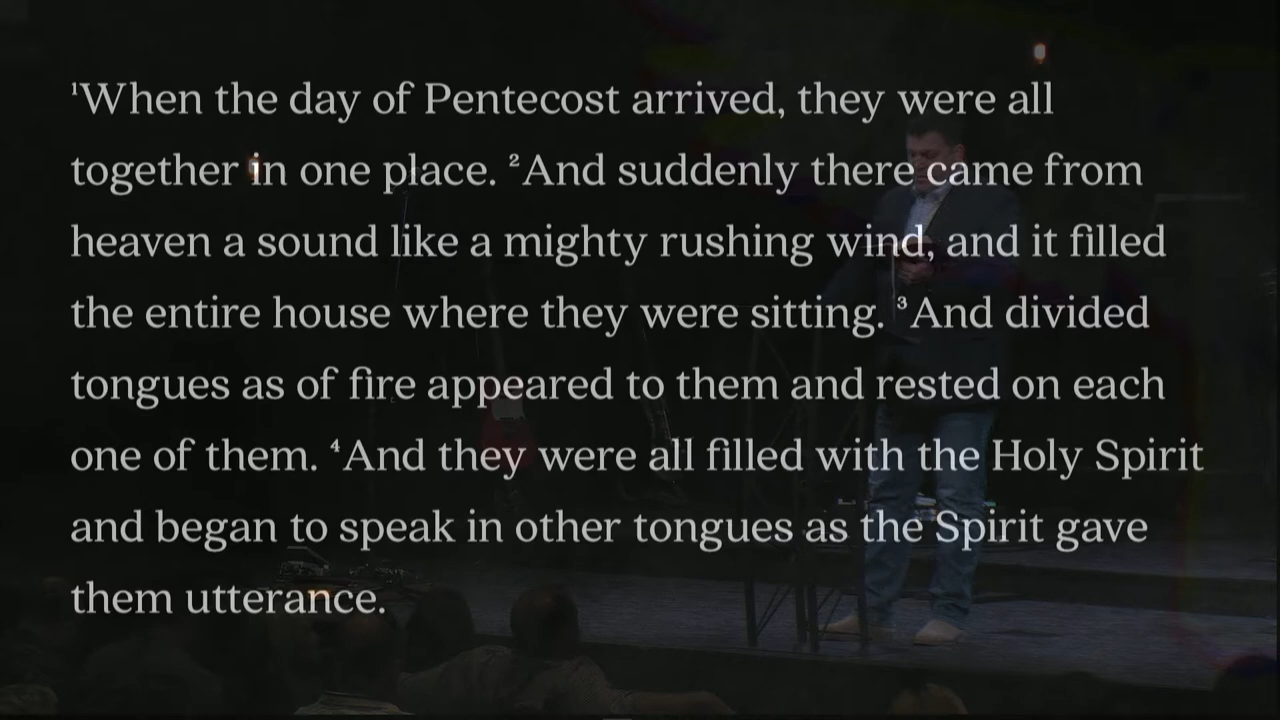 ¹When the day of Pentecost arrived, they were all
together in one place. ²And suddenly there came from
heaven a sound like a mighty rushing wind, and it filled
the entire house where they were sitting. ³And divided
tongues as of fire appeared to them and rested on each
one of them. ⁴And they were all filled with the Holy Spirit
and began to speak in other tongues as the Spirit gave
them utterance.